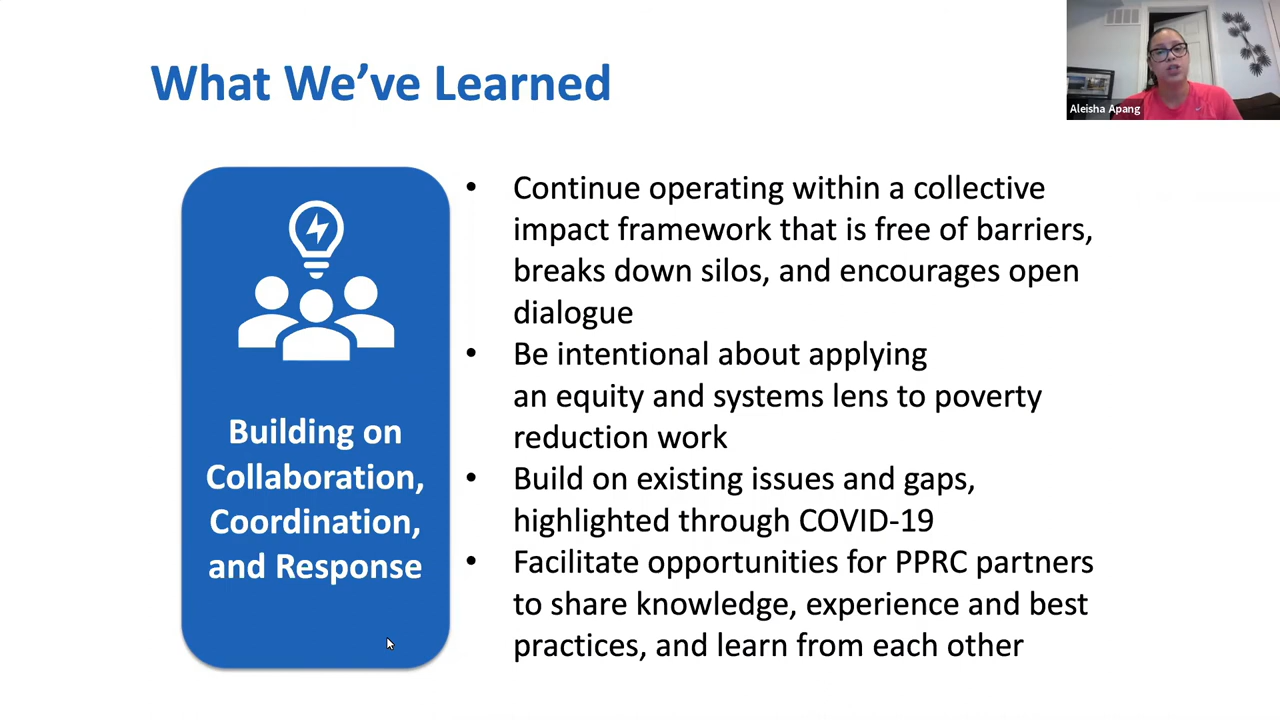 What We’ve Learned
Aleisha Apang
Building on
Collaboration,
Coordination,
and Response
• Continue operating within a collective
impact framework that is free of barriers,
breaks down silos, and encourages open
dialogue
• Be intentional about applying
an equity and systems lens to poverty
reduction work
• Build on existing issues and gaps,
highlighted through COVID-19
• Facilitate opportunities for PPRC partners
to share knowledge, experience and best
practices, and learn from each other